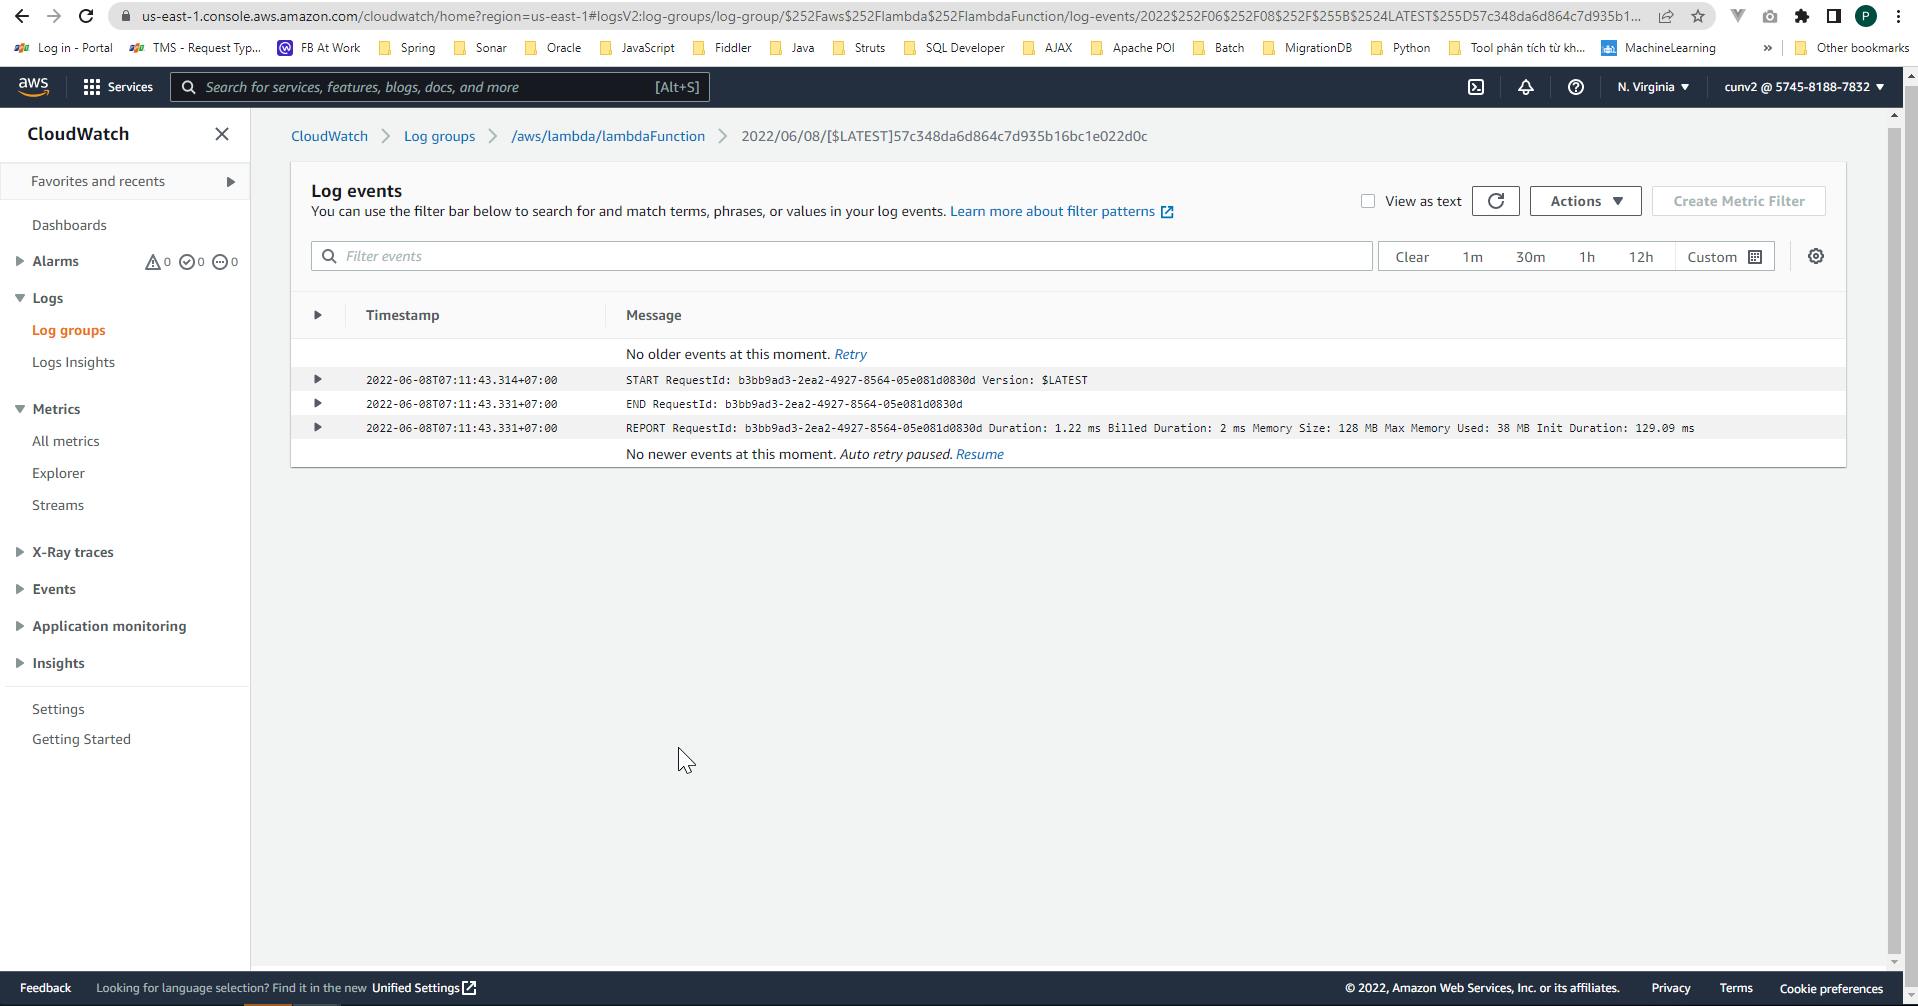 us-east-1.console.aws.amazon.com/cloudwatch/home?region=us-east-1#logsV2:log-groups/log-group/$252Faws$252Flambda$252FlambdaFunction/log-events/2022$252F06$252F08$252F$255B$2524LATEST$255D57c348da6d864c7d935b1...
P
Log in - Portal TMS - Request Typ... FB At Work Spring Sonar Oracle JavaScript Fiddler Java Struts SQL Developer AJAX Apache POI Batch MigrationDB Python Tool phân tích từ kh... MachineLearning » Other bookmarks
aws Services Search for services, features, blogs, docs, and more [Alt+S] N. Virginia cunv2 @ 5745-8188-7832
CloudWatch
Favorites and recents
Dashboards
Alarms 0 0 0
Logs
Log groups
Logs Insights
Metrics
All metrics
Explorer
Streams
X-Ray traces
Events
Application monitoring
Insights
Settings
Getting Started
CloudWatch Log groups /aws/lambda/lambdaFunction 2022/06/08/[$LATEST]57c348da6d864c7d935b16bc1e022d0c
Log events
You can use the filter bar below to search for and match terms, phrases, or values in your log events. Learn more about filter patterns
View as text Actions Create Metric Filter
Filter events Clear 1m 30m 1h 12h Custom
Timestamp Message
No older events at this moment. Retry
2022-06-08T07:11:43.314+07:00 START RequestId: b3bb9ad3-2ea2-4927-8564-05e081d0830d Version: $LATEST
2022-06-08T07:11:43.331+07:00 END RequestId: b3bb9ad3-2ea2-4927-8564-05e081d0830d
2022-06-08T07:11:43.331+07:00 REPORT RequestId: b3bb9ad3-2ea2-4927-8564-05e081d0830d Duration: 1.22 ms Billed Duration: 2 ms Memory Size: 128 MB Max Memory Used: 38 MB Init Duration: 129.09 ms
No newer events at this moment. Auto retry paused. Resume
Feedback Looking for language selection? Find it in the new Unified Settings © 2022, Amazon Web Services, Inc. or its affiliates. Privacy Terms Cookie preferences